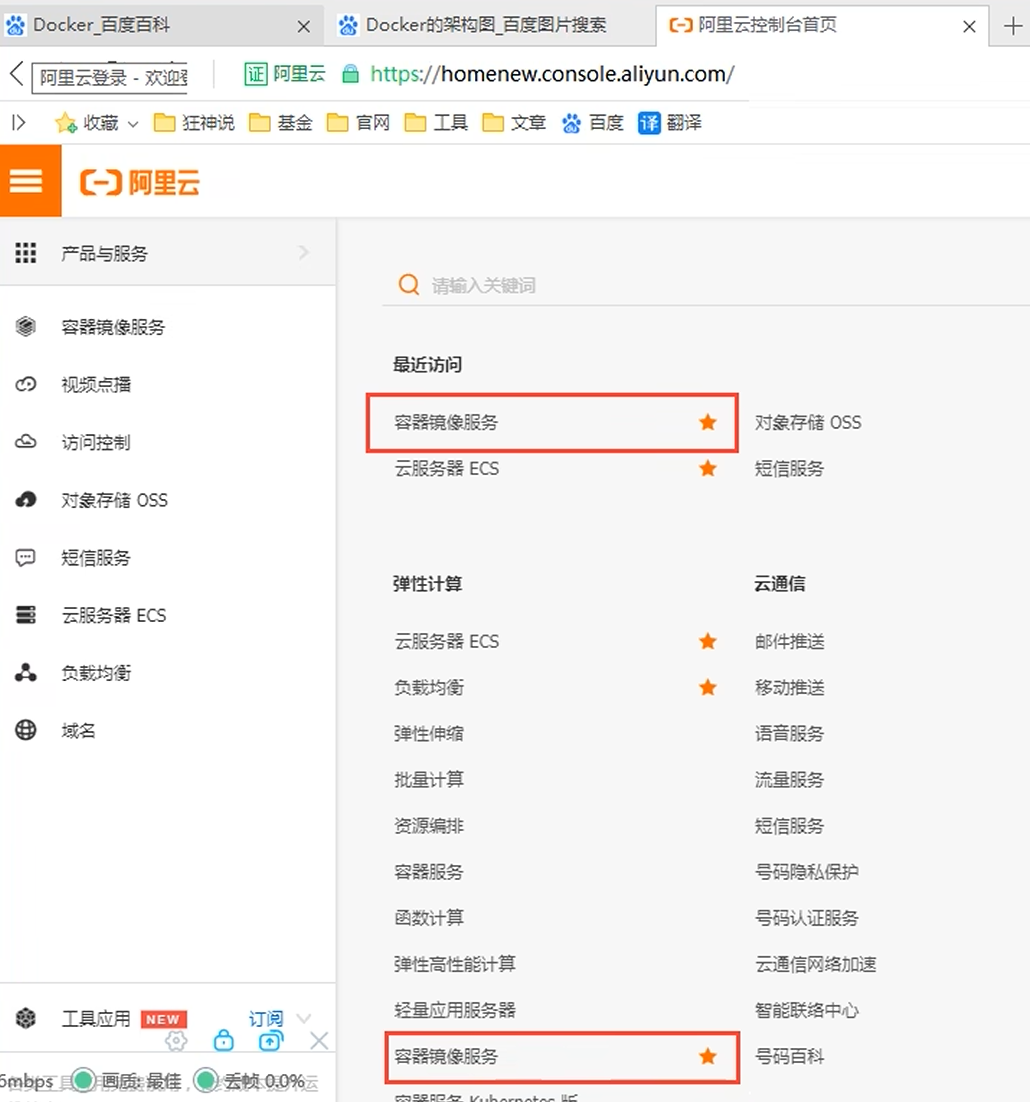 Docker_百度百科
Docker的架构图_百度图片搜索
阿里云控制台首页
阿里云登录 - 欢迎登
证 阿里云 https://homenew.console.aliyun.com/
收藏 狂神说 基金 官网 工具 文章 百度 译 翻译
阿里云
产品与服务
容器镜像服务
视频点播
访问控制
对象存储 OSS
短信服务
云服务器 ECS
负载均衡
域名
工具应用 NEW 订阅
6mbps 画质: 最佳 丢帧 0.0%
请输入关键词
最近访问
容器镜像服务 对象存储 OSS
云服务器 ECS 短信服务
弹性计算
云服务器 ECS
负载均衡
弹性伸缩
批量计算
资源编排
容器服务
函数计算
弹性高性能计算
轻量应用服务器
容器镜像服务
容器服务 Kubernetes 版
云通信
邮件推送
移动推送
语音服务
流量服务
短信服务
号码隐私保护
号码认证服务
云通信网络加速
智能联络中心
号码百科